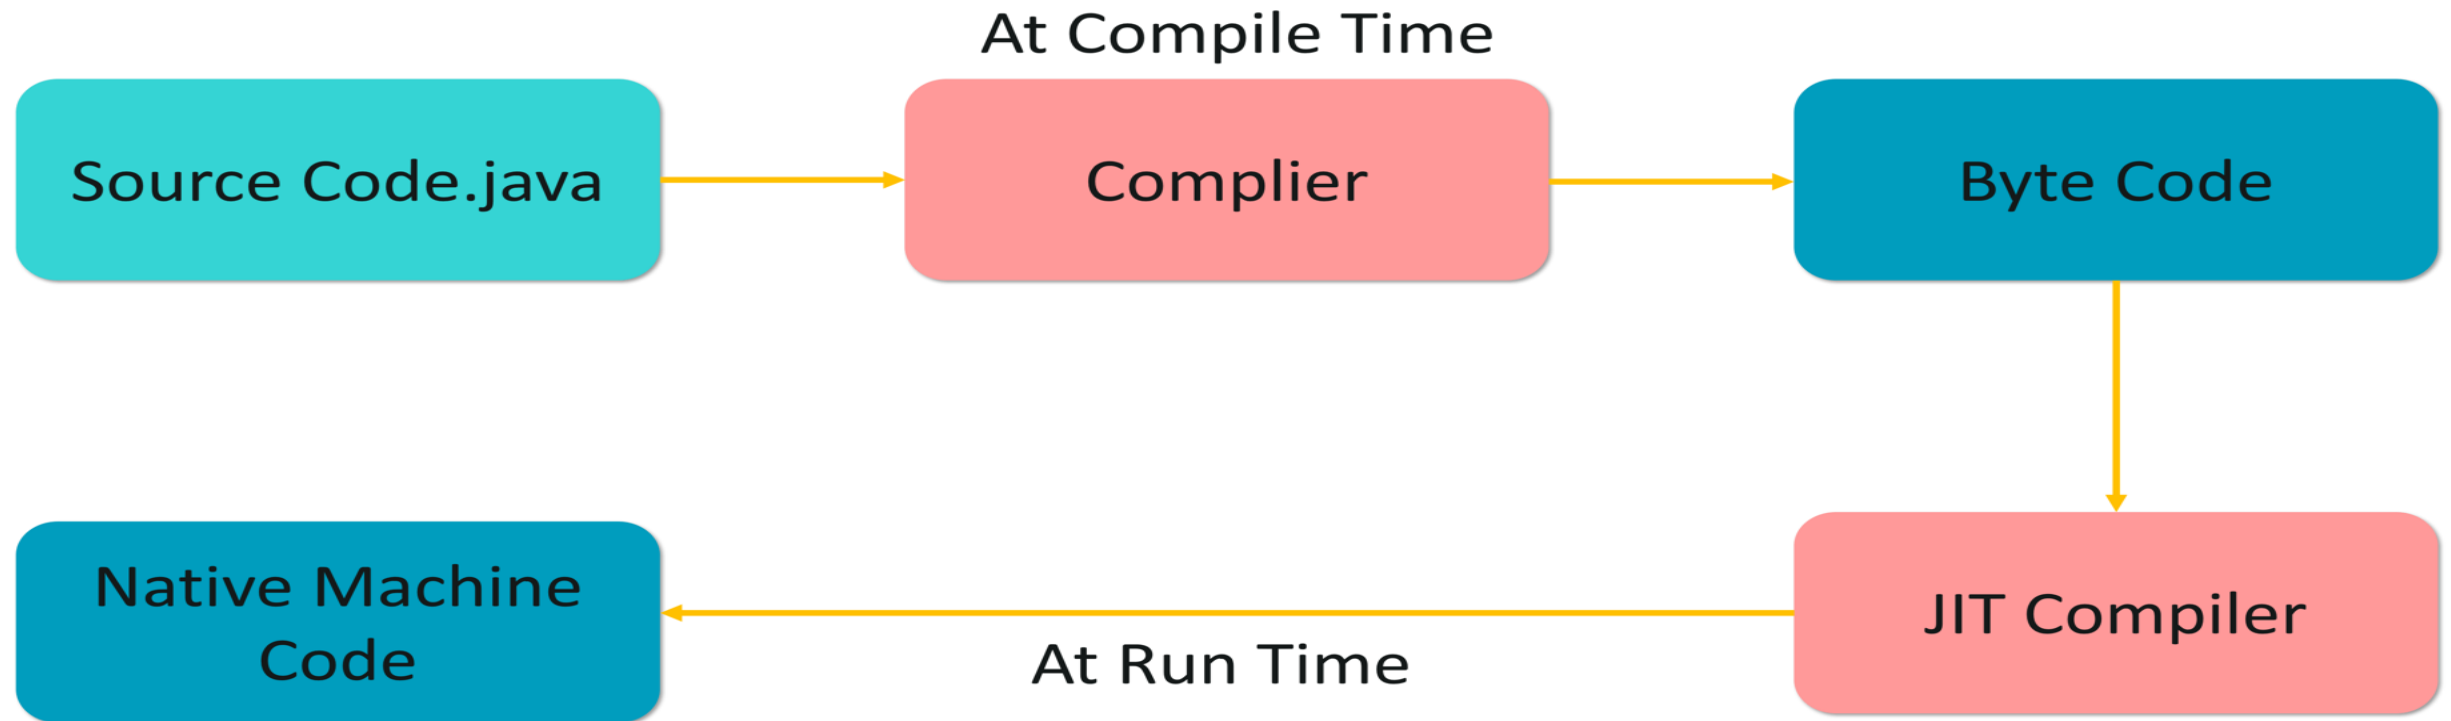 At Compile Time
Source Code.java
Complier
Byte Code
Native Machine
Code
JIT Compiler
At Run Time